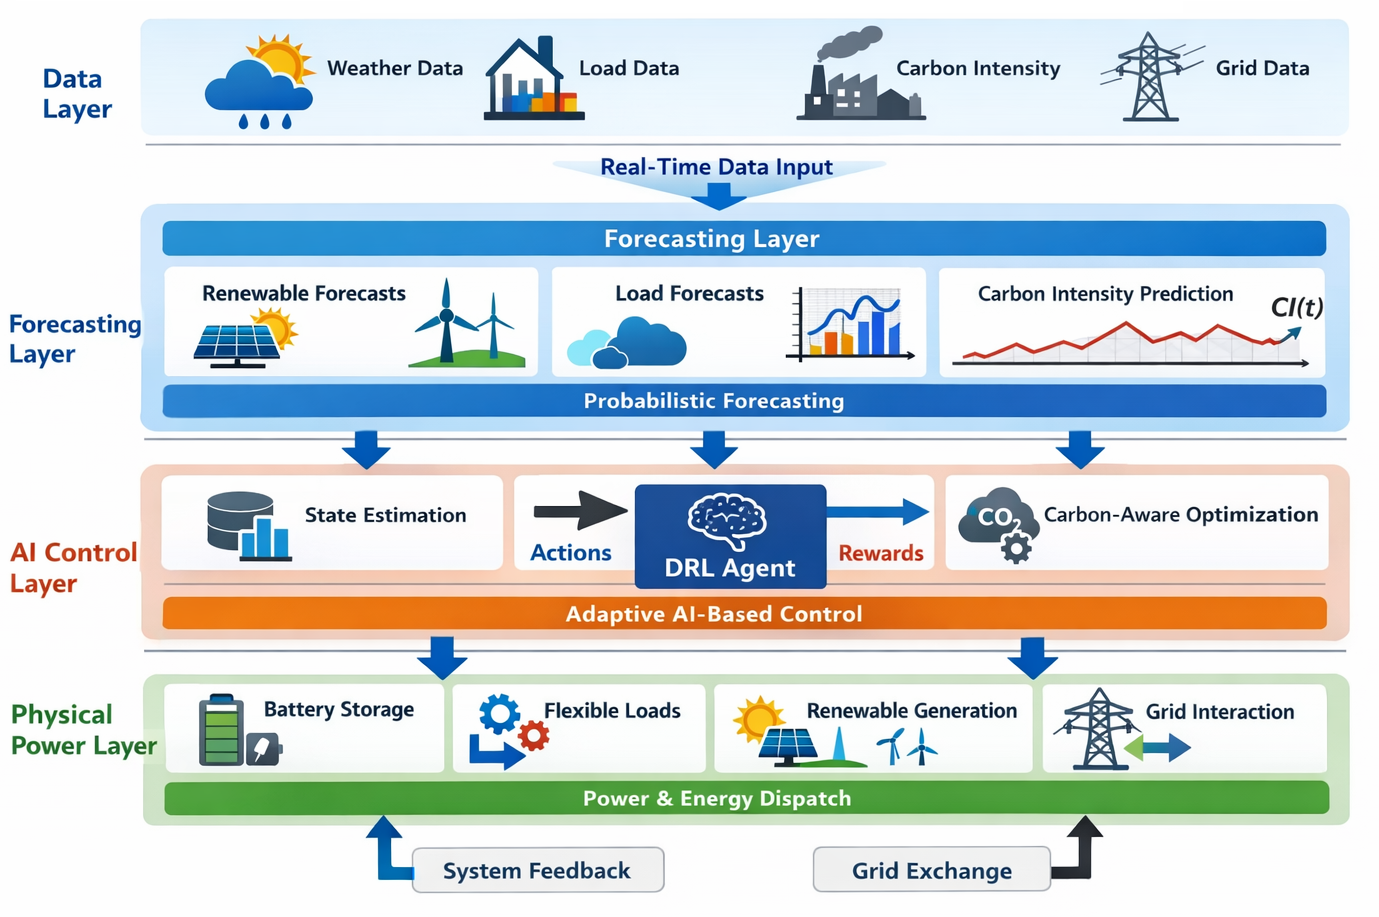 Data
Layer
Weather Data
Load Data
Carbon Intensity
Grid Data
Real-Time Data Input
Forecasting
Layer
Forecasting Layer
Renewable Forecasts
Load Forecasts
Carbon Intensity Prediction
CI(t)
Probabilistic Forecasting
AI Control
Layer
State Estimation
Actions
DRL Agent
Rewards
CO2
Carbon-Aware Optimization
Adaptive AI-Based Control
Physical
Power Layer
Battery Storage
Flexible Loads
Renewable Generation
Grid Interaction
Power & Energy Dispatch
System Feedback
Grid Exchange